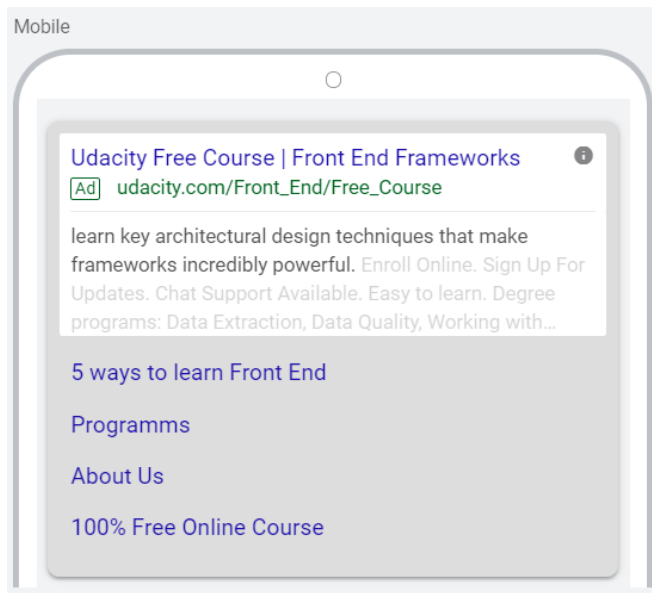 Mobile
Udacity Free Course | Front End Frameworks
Ad udacity.com/Front_End/Free_Course
learn key architectural design techniques that make
frameworks incredibly powerful. Enroll Online. Sign Up For
Updates. Chat Support Available. Easy to learn. Degree
programs: Data Extraction, Data Quality, Working with...
5 ways to learn Front End
Programms
About Us
100% Free Online Course